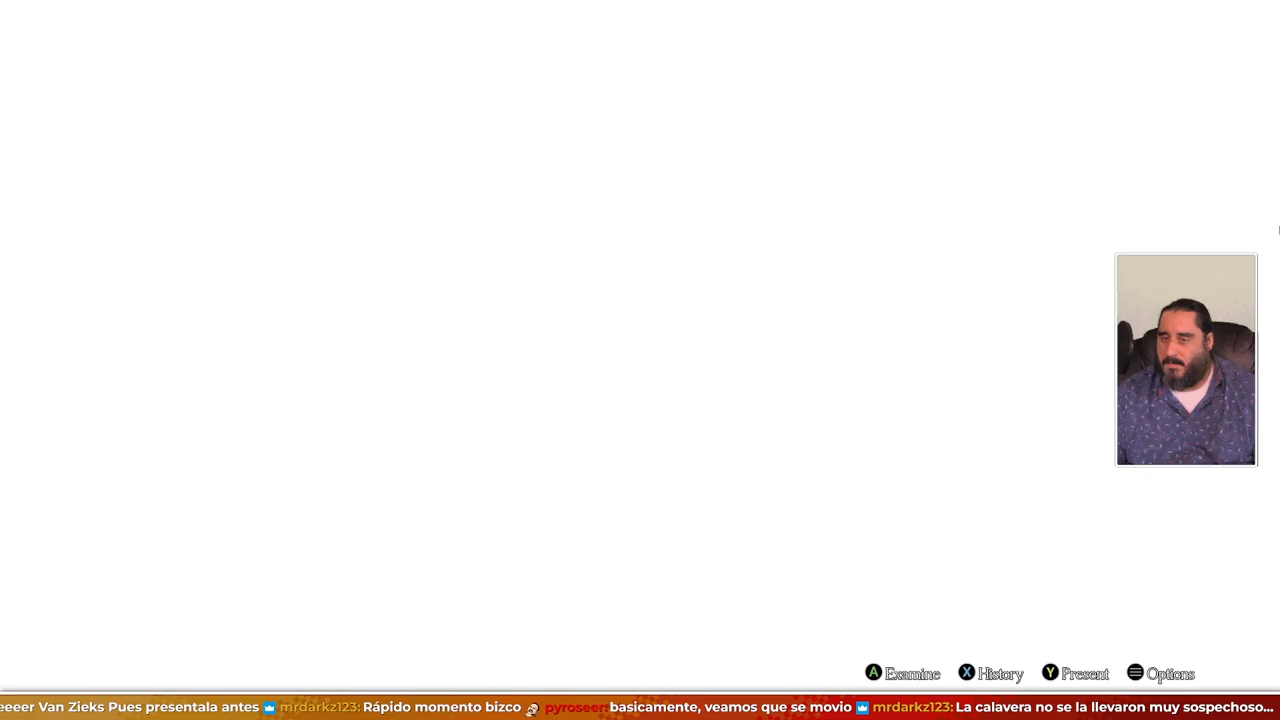 Examine History Present Options
eeeer Van Zieks Pues presentala antes mrdarkz123: Rápido momento bizco pyroseer: basicamente, veamos que se movio mrdarkz123: La calavera no se la llevaron muy sospechoso...